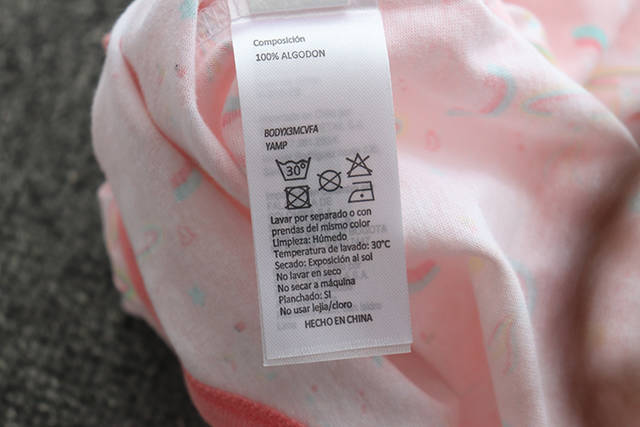 Composición
100% ALGODON
BODYX3MCVFA
YAMP
30°
Lavar por separado o con
prendas del mismo color
Limpieza: Húmedo
Temperatura de lavado: 30°C
Secado: Exposición al sol
No lavar en seco
No secar a máquina
Planchado: SI
No usar lejia/cloro
HECHO EN CHINA